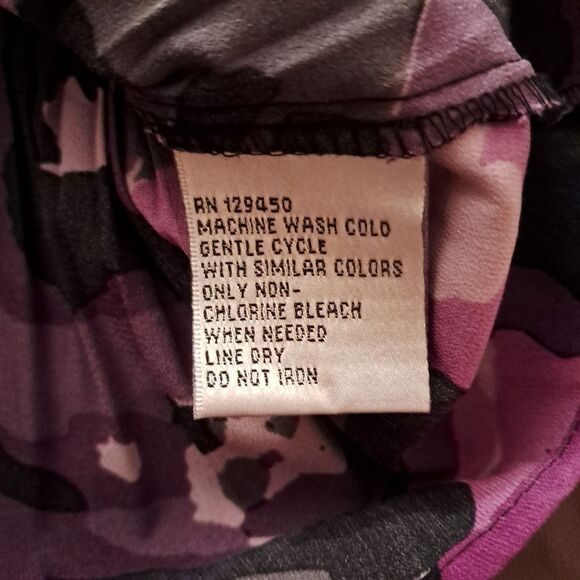 RN 129450
MACHINE WASH COLD
GENTLE CYCLE
WITH SIMILAR COLORS
ONLY NON-
CHLORINE BLEACH
WHEN NEEDED
LINE DRY
DO NOT IRON